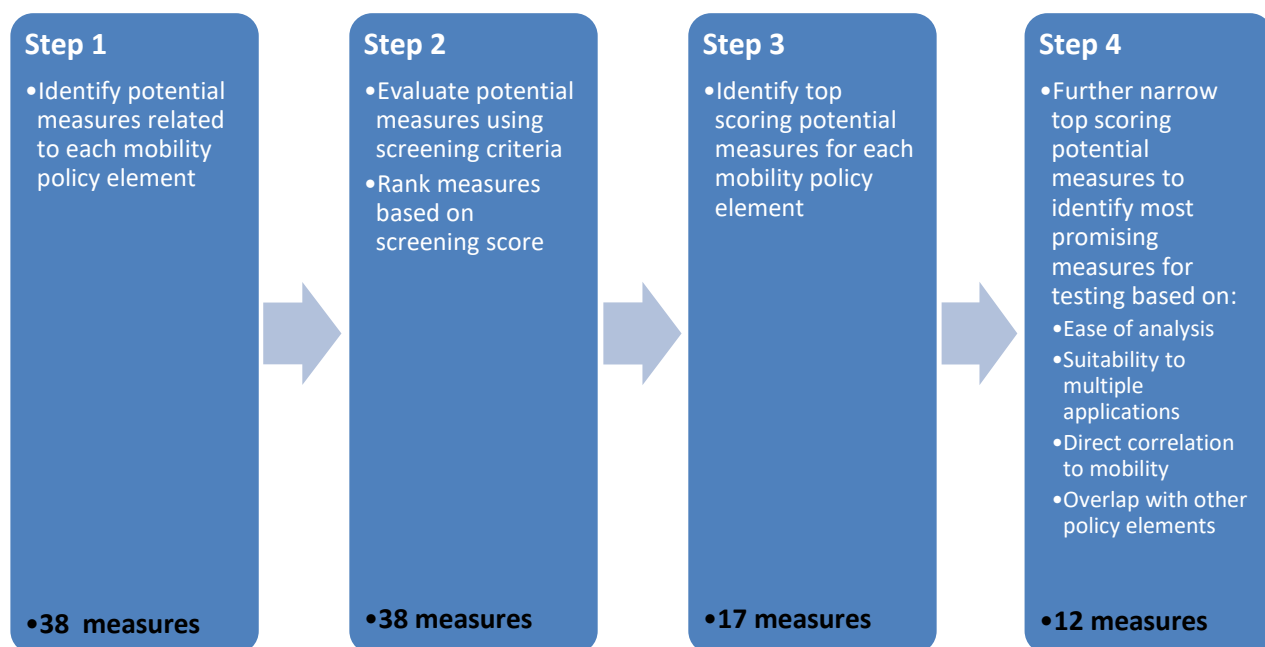 Step 1
•Identify potential
measures related
to each mobility
policy element
•38 measures
Step 2
•Evaluate potential
measures using
screening criteria
•Rank measures
based on
screening score
•38 measures
Step 3
•Identify top
scoring potential
measures for each
mobility policy
element
•17 measures
Step 4
•Further narrow
top scoring
potential
measures to
identify most
promising
measures for
testing based on:
•Ease of analysis
•Suitability to
multiple
applications
•Direct correlation
to mobility
•Overlap with other
policy elements
•12 measures